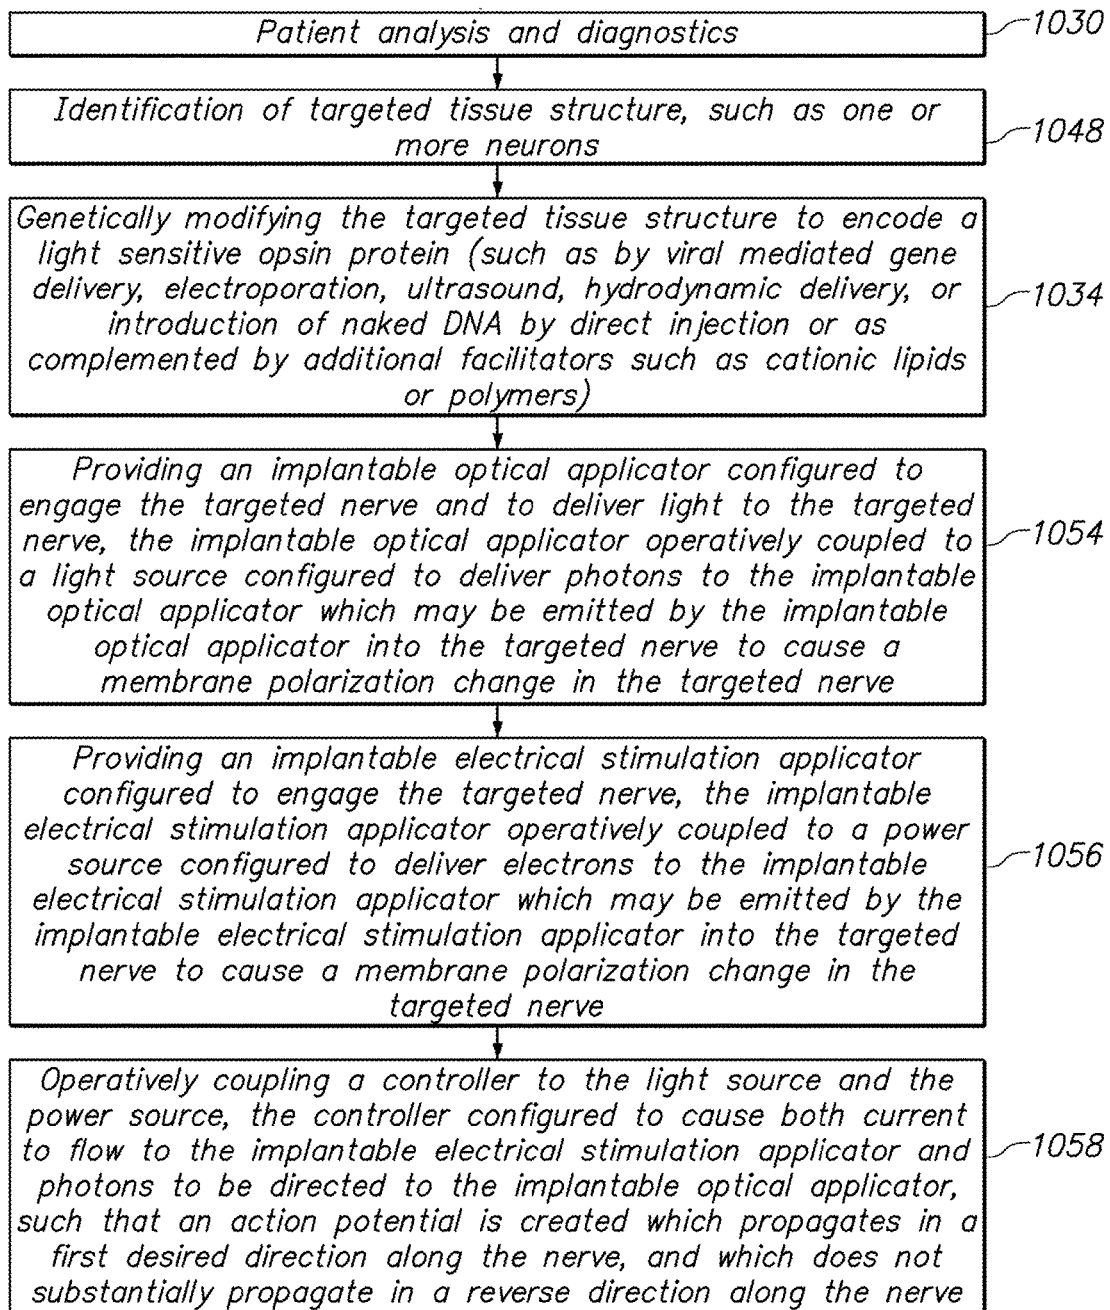 Patient analysis and diagnostics
1030
Identification of targeted tissue structure, such as one or
more neurons
1048
Genetically modifying the targeted tissue structure to encode a
light sensitive opsin protein (such as by viral mediated gene
delivery, electroporation, ultrasound, hydrodynamic delivery, or
introduction of naked DNA by direct injection or as
complemented by additional facilitators such as cationic lipids
or polymers)
1034
Providing an implantable optical applicator configured to
engage the targeted nerve and to deliver light to the targeted
nerve, the implantable optical applicator operatively coupled to
a light source configured to deliver photons to the implantable
optical applicator which may be emitted by the implantable
optical applicator into the targeted nerve to cause a
membrane polarization change in the targeted nerve
1054
Providing an implantable electrical stimulation applicator
configured to engage the targeted nerve, the implantable
electrical stimulation applicator operatively coupled to a power
source configured to deliver electrons to the implantable
electrical stimulation applicator which may be emitted by the
implantable electrical stimulation applicator into the targeted
nerve to cause a membrane polarization change in the
targeted nerve
1056
Operatively coupling a controller to the light source and the
power source, the controller configured to cause both current
to flow to the implantable electrical stimulation applicator and
photons to be directed to the implantable optical applicator,
such that an action potential is created which propagates in a
first desired direction along the nerve, and which does not
substantially propagate in a reverse direction along the nerve
1058